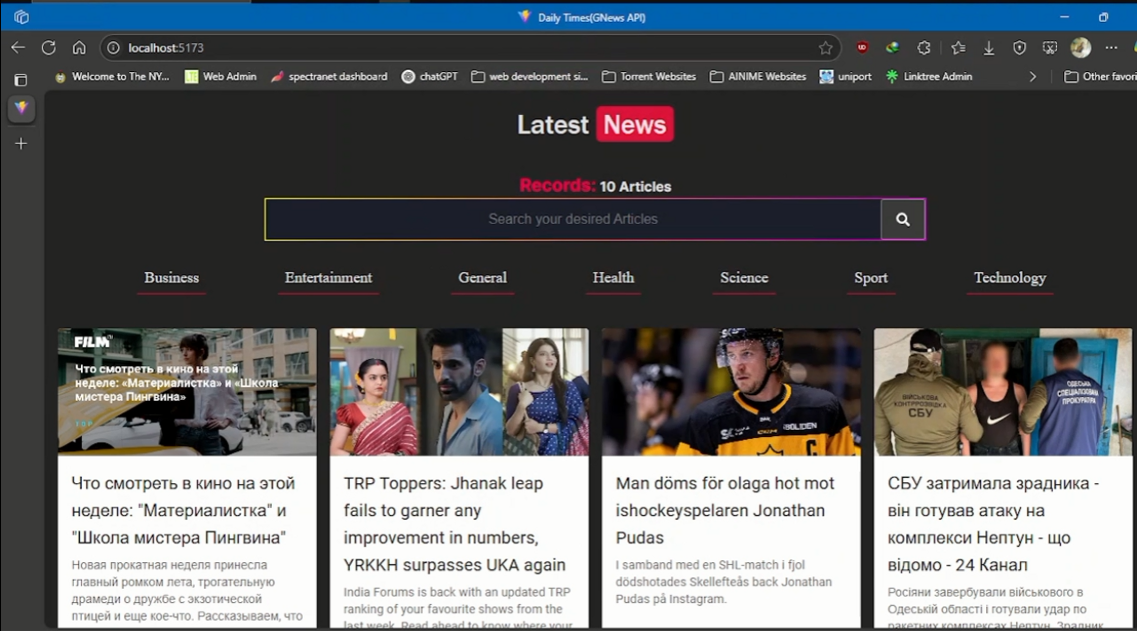 Daily Times(GNews API)
localhost:5173
Welcome to The NY... Web Admin spectranet dashboard chatGPT web development si... Torrent Websites AINIME Websites uniport Linktree Admin Other favori
Latest News
Records: 10 Articles
Search your desired Articles
Business Entertainment General Health Science Sport Technology
FILM
Что смотреть в кино на этой
неделе: «Материалистка» и «Школа
мистера Пингвина»
Что смотреть в кино на этой
неделе: "Материалистка" и
"Школа мистера Пингвина"
Новая прокатная неделя принесла
главный ромком лета, трогательную
драмеди о дружбе с экзотической
птицей и еще кое-что. Рассказываем, что
TRP Toppers: Jhanak leap
fails to garner any
improvement in numbers,
YRKKH surpasses UKA again
India Forums is back with an updated TRP
ranking of your favourite shows from the
last week. Read ahead to know where your
BOLIDEN
C
Man döms för olaga hot mot
ishockeyspelaren Jonathan
Pudas
I samband med en SHL-match i fjol
dödshotades Skellefteås back Jonathan
Pudas på Instagram.
ВІЙСЬКОВА
КОНТРРОЗВІДКА
СБУ
ОДЕСЬКА
СПЕЦІАЛІЗОВАНА
ПРОКУРАТУРА
СБУ затримала зрадника -
він готував атаку на
комплекси Нептун - що
відомо - 24 Канал
Росіяни завербували військового в
Одеській області і готували удар по
ракетних комплексах Нептун. Зрадник